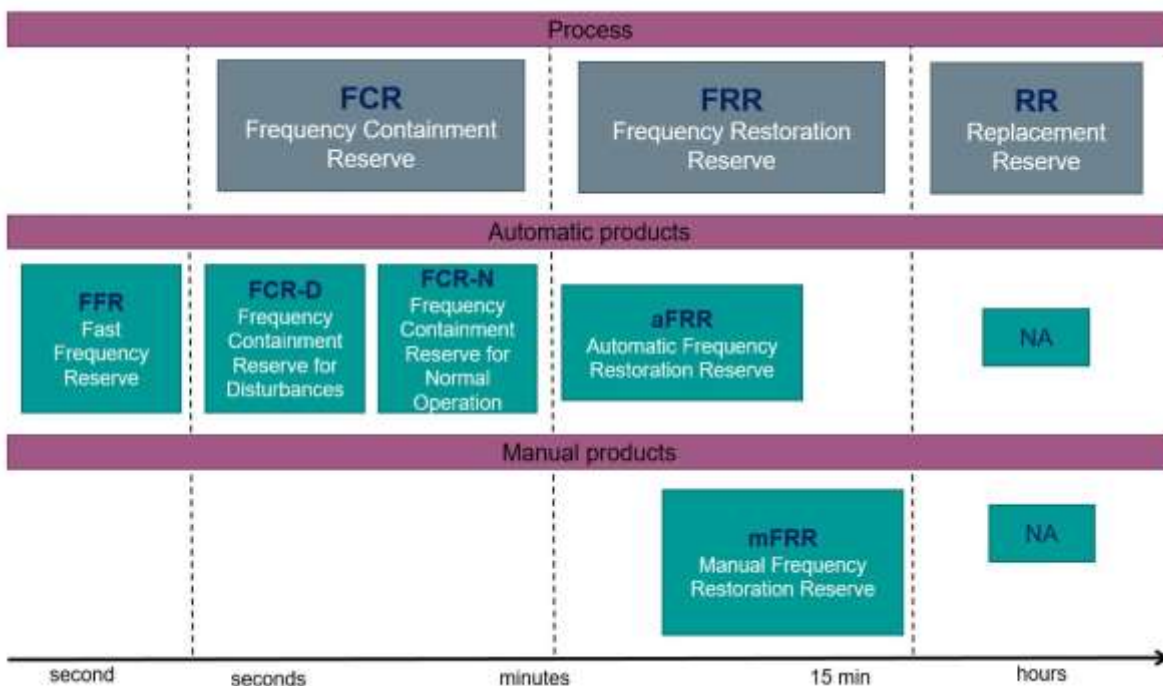 Process
FCR
Frequency Containment
Reserve
FRR
Frequency Restoration
Reserve
RR
Replacement
Reserve
Automatic products
FFR
Fast
Frequency
Reserve
FCR-D
Frequency
Containment
Reserve for
Disturbances
FCR-N
Frequency
Containment
Reserve for
Normal
Operation
aFRR
Automatic Frequency
Restoration Reserve
NA
Manual products
mFRR
Manual Frequency
Restoration Reserve
NA
second
seconds
minutes
15 min
hours